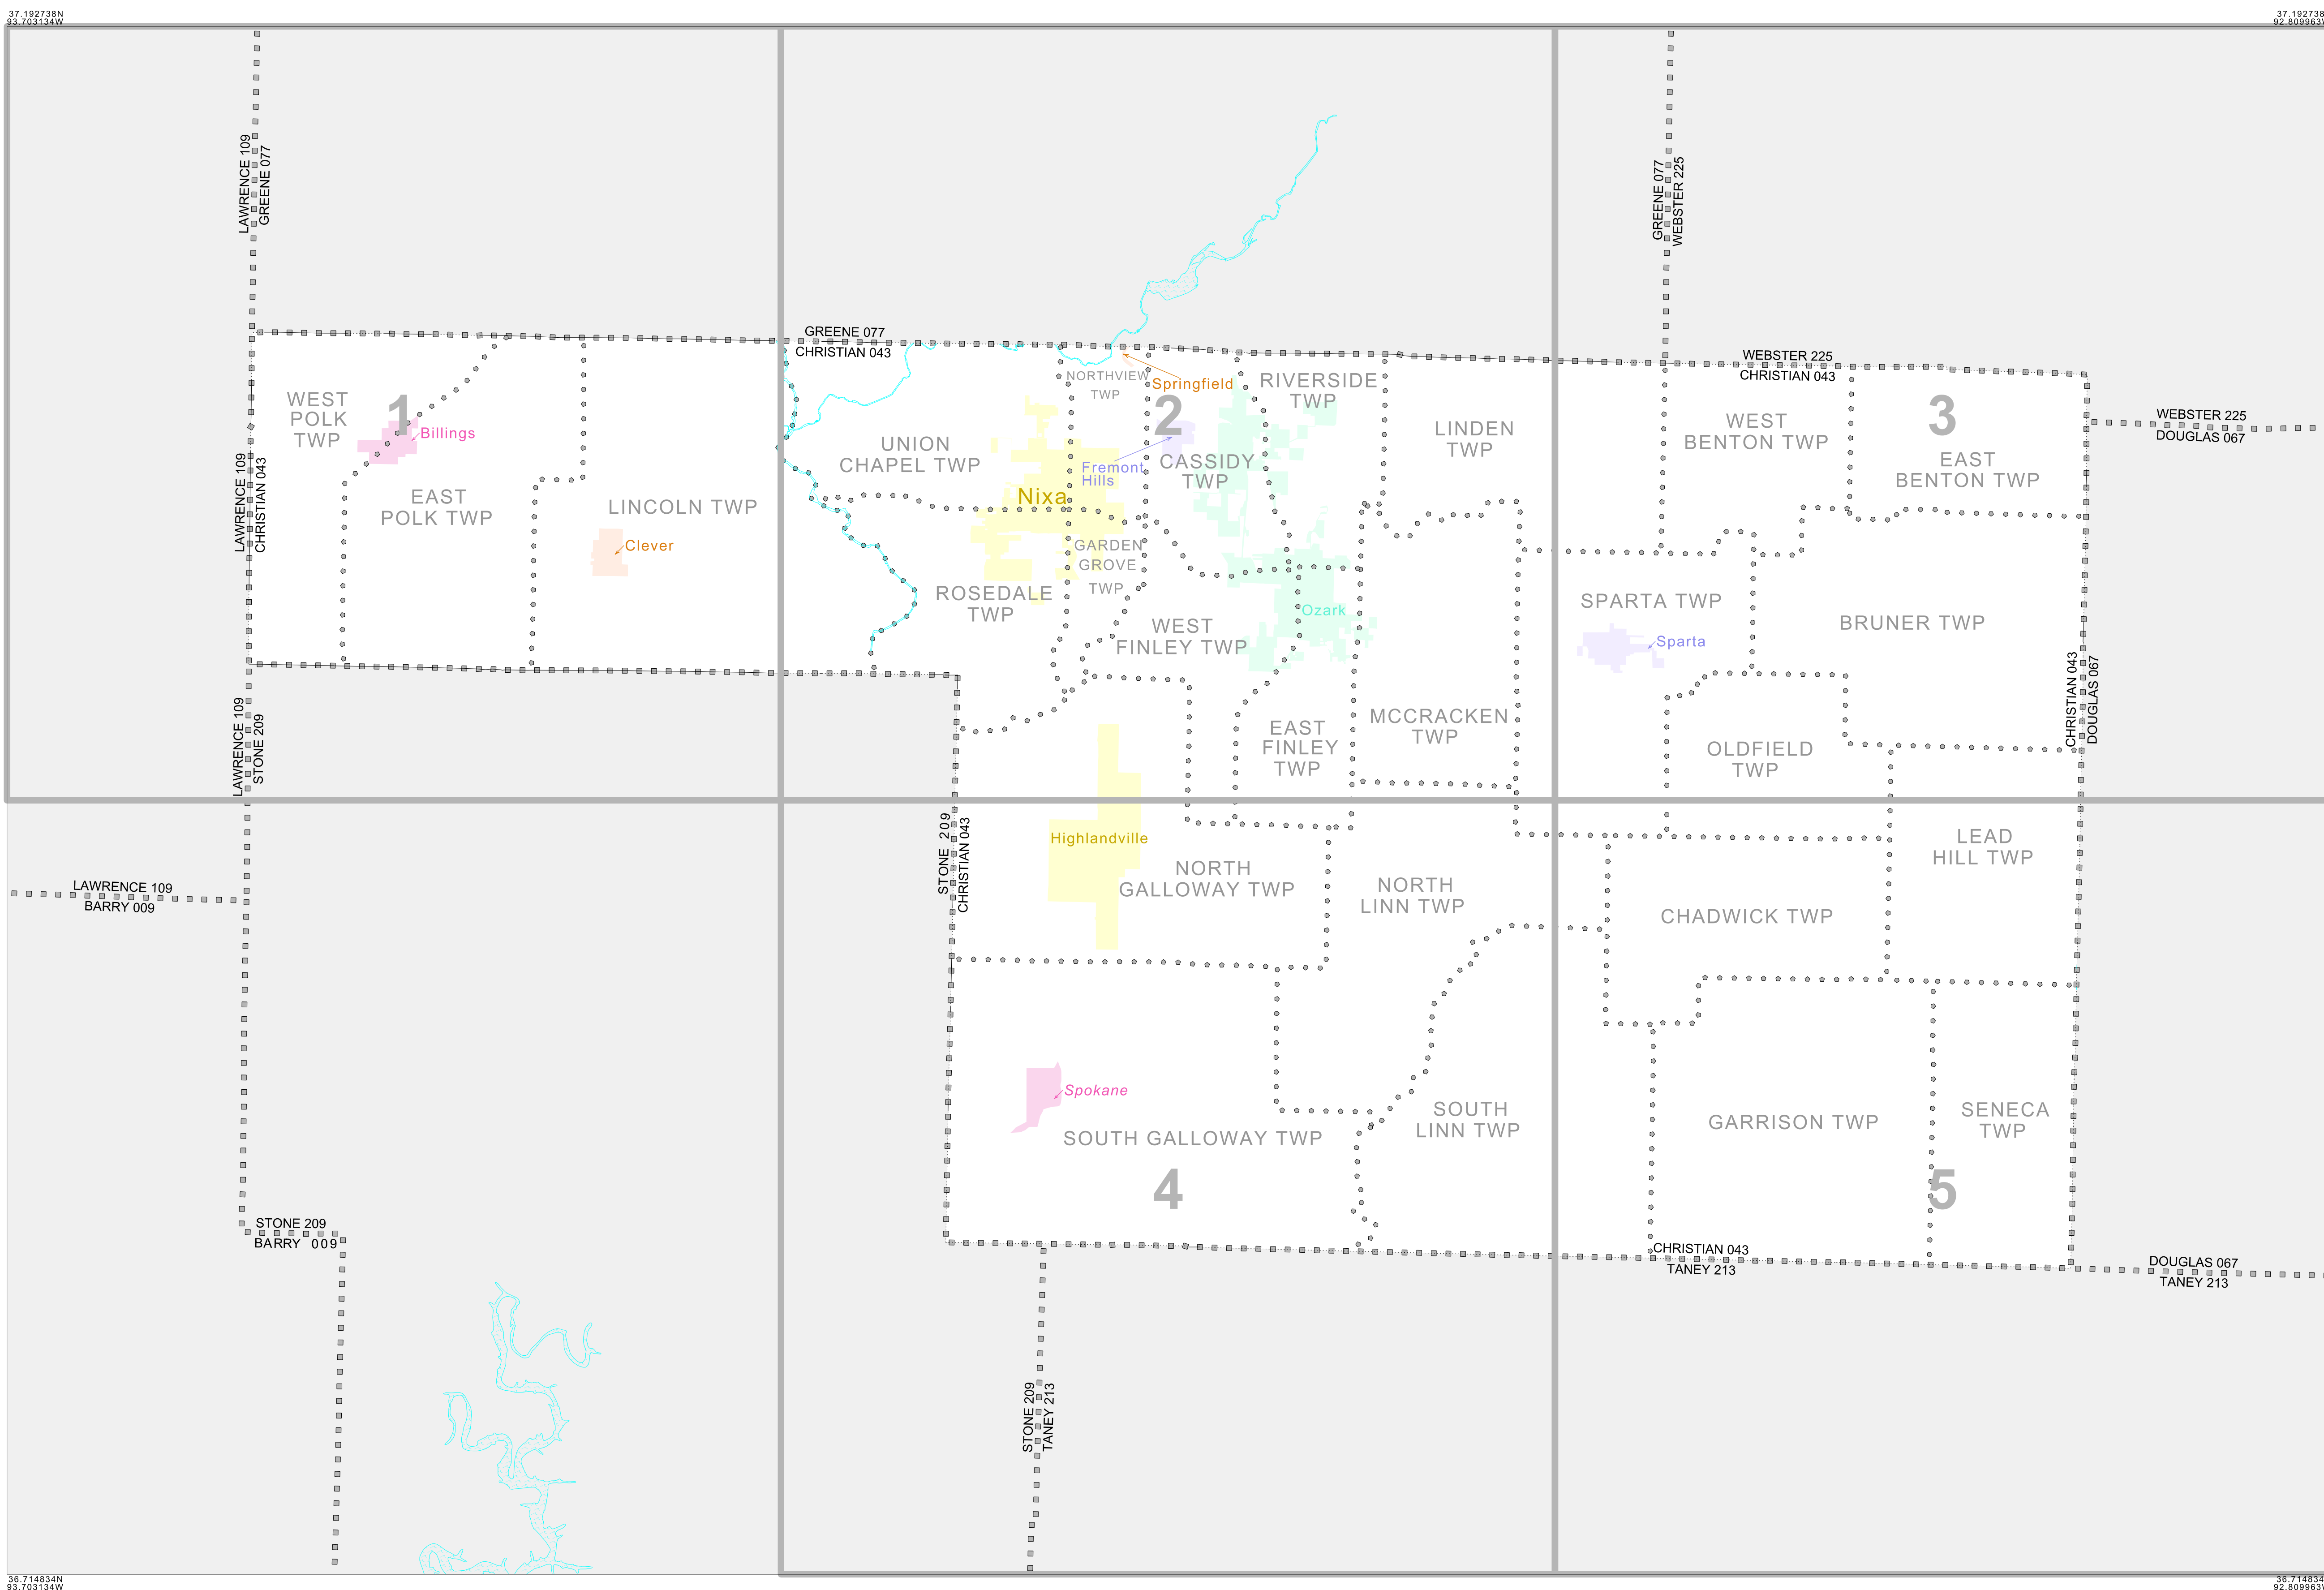 37.192738N
93.703134W
37.192738
92.809963W
LAWRENCE 109
GREENE 077
GREENE 077
WEBSTER 225
GREENE 077
CHRISTIAN 043
WEBSTER 225
CHRISTIAN 043
WEBSTER 225
DOUGLAS 067
WEST
POLK
TWP
1
Billings
EAST
POLK TWP
LINCOLN TWP
Clever
LAWRENCE 109
CHRISTIAN 043
UNION
CHAPEL TWP
NORTHVIEW
TWP
Springfield
2
RIVERSIDE
TWP
Fremont
Hills
CASSIDY
TWP
Nixa
GARDEN
GROVE
TWP
ROSEDALE
TWP
WEST
FINLEY TWP
Ozark
LINDEN
TWP
WEST
BENTON TWP
3
EAST
BENTON TWP
SPARTA TWP
Sparta
BRUNER TWP
EAST
FINLEY
TWP
MCCRACKEN
TWP
OLDFIELD
TWP
CHRISTIAN 043
DOUGLAS 067
LAWRENCE 109
STONE 209
STONE 209
CHRISTIAN 043
Highlandville
NORTH
GALLOWAY TWP
NORTH
LINN TWP
LEAD
HILL TWP
CHADWICK TWP
LAWRENCE 109
BARRY 009
Spokane
SOUTH GALLOWAY TWP
4
SOUTH
LINN TWP
GARRISON TWP
SENECA
TWP
5
STONE 209
BARRY 009
CHRISTIAN 043
TANEY 213
DOUGLAS 067
TANEY 213
STONE 209
TANEY 213
36.714834N
93.703134W
36.714834
92.809963W